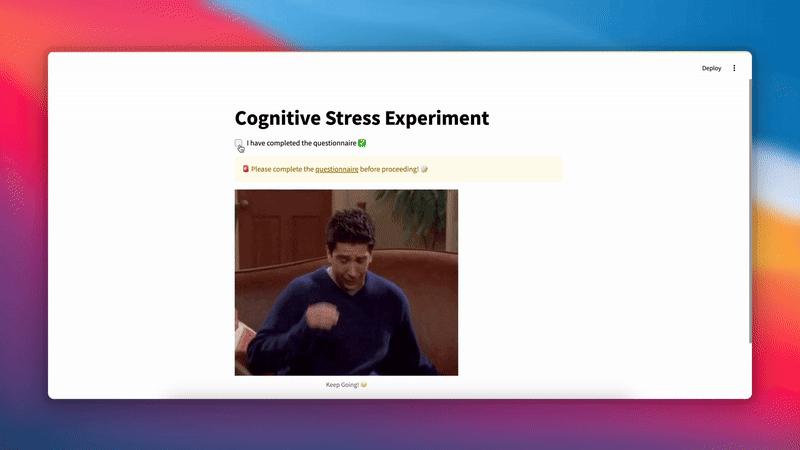 Deploy
Cognitive Stress Experiment
I have completed the questionnaire ✅
🚨 Please complete the questionnaire before proceeding! 📝
Keep Going! 😂